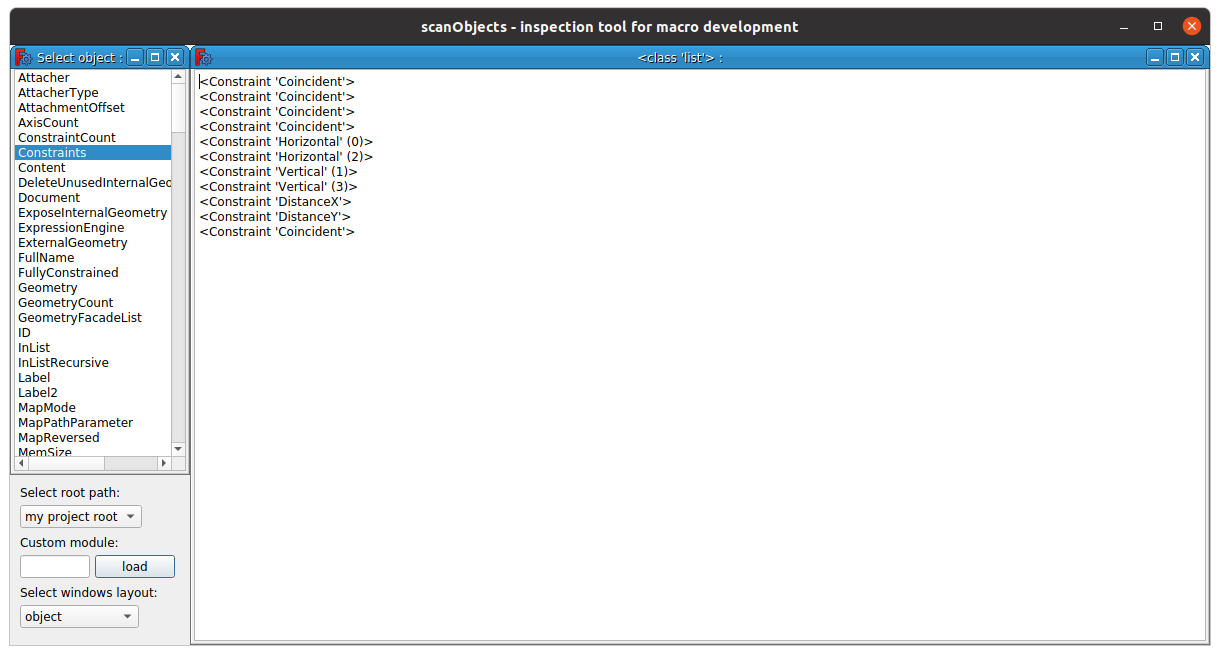 scanObjects - inspection tool for macro development
Select object :
Attacher
AttacherType
AttachmentOffset
AxisCount
ConstraintCount
Constraints
Content
DeleteUnusedInternalGeo
Document
ExposeInternalGeometry
ExpressionEngine
ExternalGeometry
FullName
FullyConstrained
Geometry
GeometryCount
GeometryFacadeList
ID
InList
InListRecursive
Label
Label2
MapMode
MapPathParameter
MapReversed
MemSize
Select root path:
my project root
Custom module:
load
Select windows layout:
object
<class 'list'> :
<Constraint 'Coincident'>
<Constraint 'Coincident'>
<Constraint 'Coincident'>
<Constraint 'Coincident'>
<Constraint 'Horizontal' (0)>
<Constraint 'Horizontal' (2)>
<Constraint 'Vertical' (1)>
<Constraint 'Vertical' (3)>
<Constraint 'DistanceX'>
<Constraint 'DistanceY'>
<Constraint 'Coincident'>